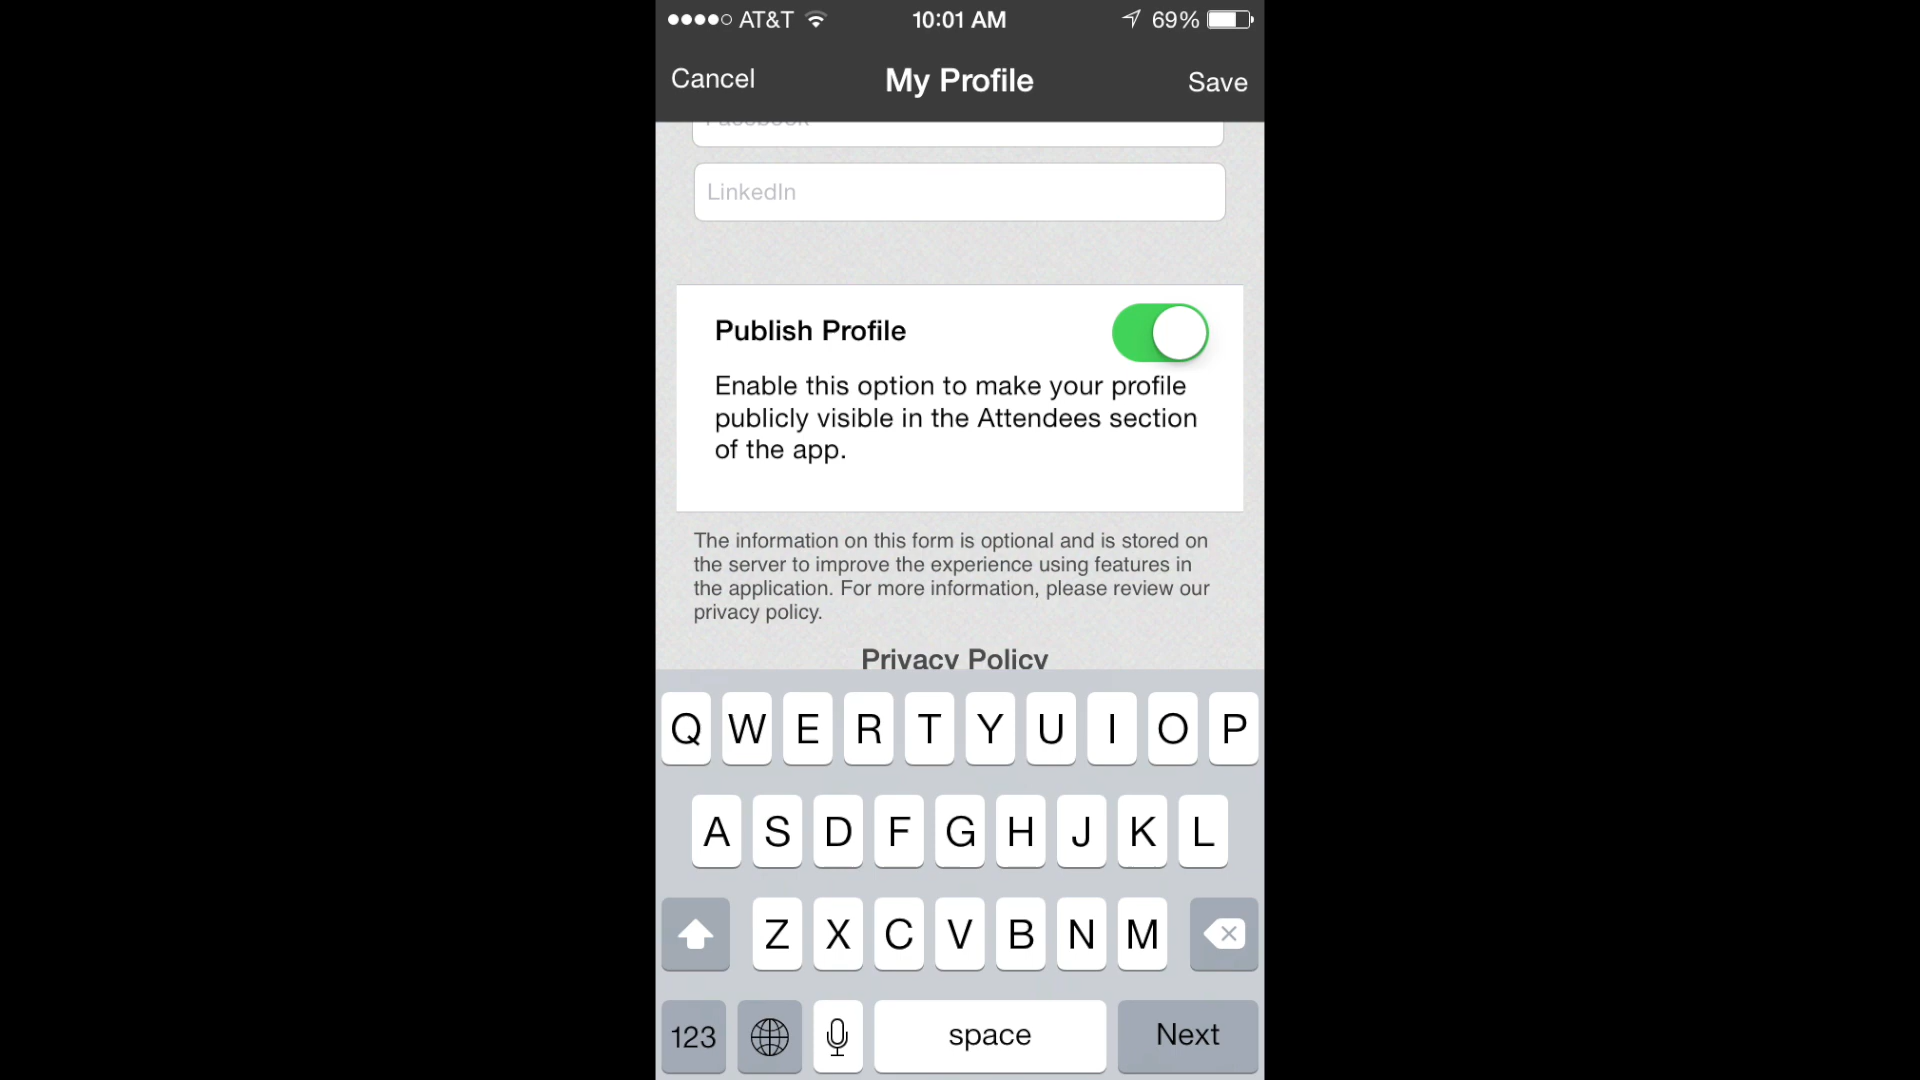 AT&T 10:01 AM 69%
Cancel My Profile Save
LinkedIn
Publish Profile
Enable this option to make your profile
publicly visible in the Attendees section
of the app.
The information on this form is optional and is stored on
the server to improve the experience using features in
the application. For more information, please review our
privacy policy.
Privacy Policy
Q W E R T Y U I O P
A S D F G H J K L
Z X C V B N M
123 space Next